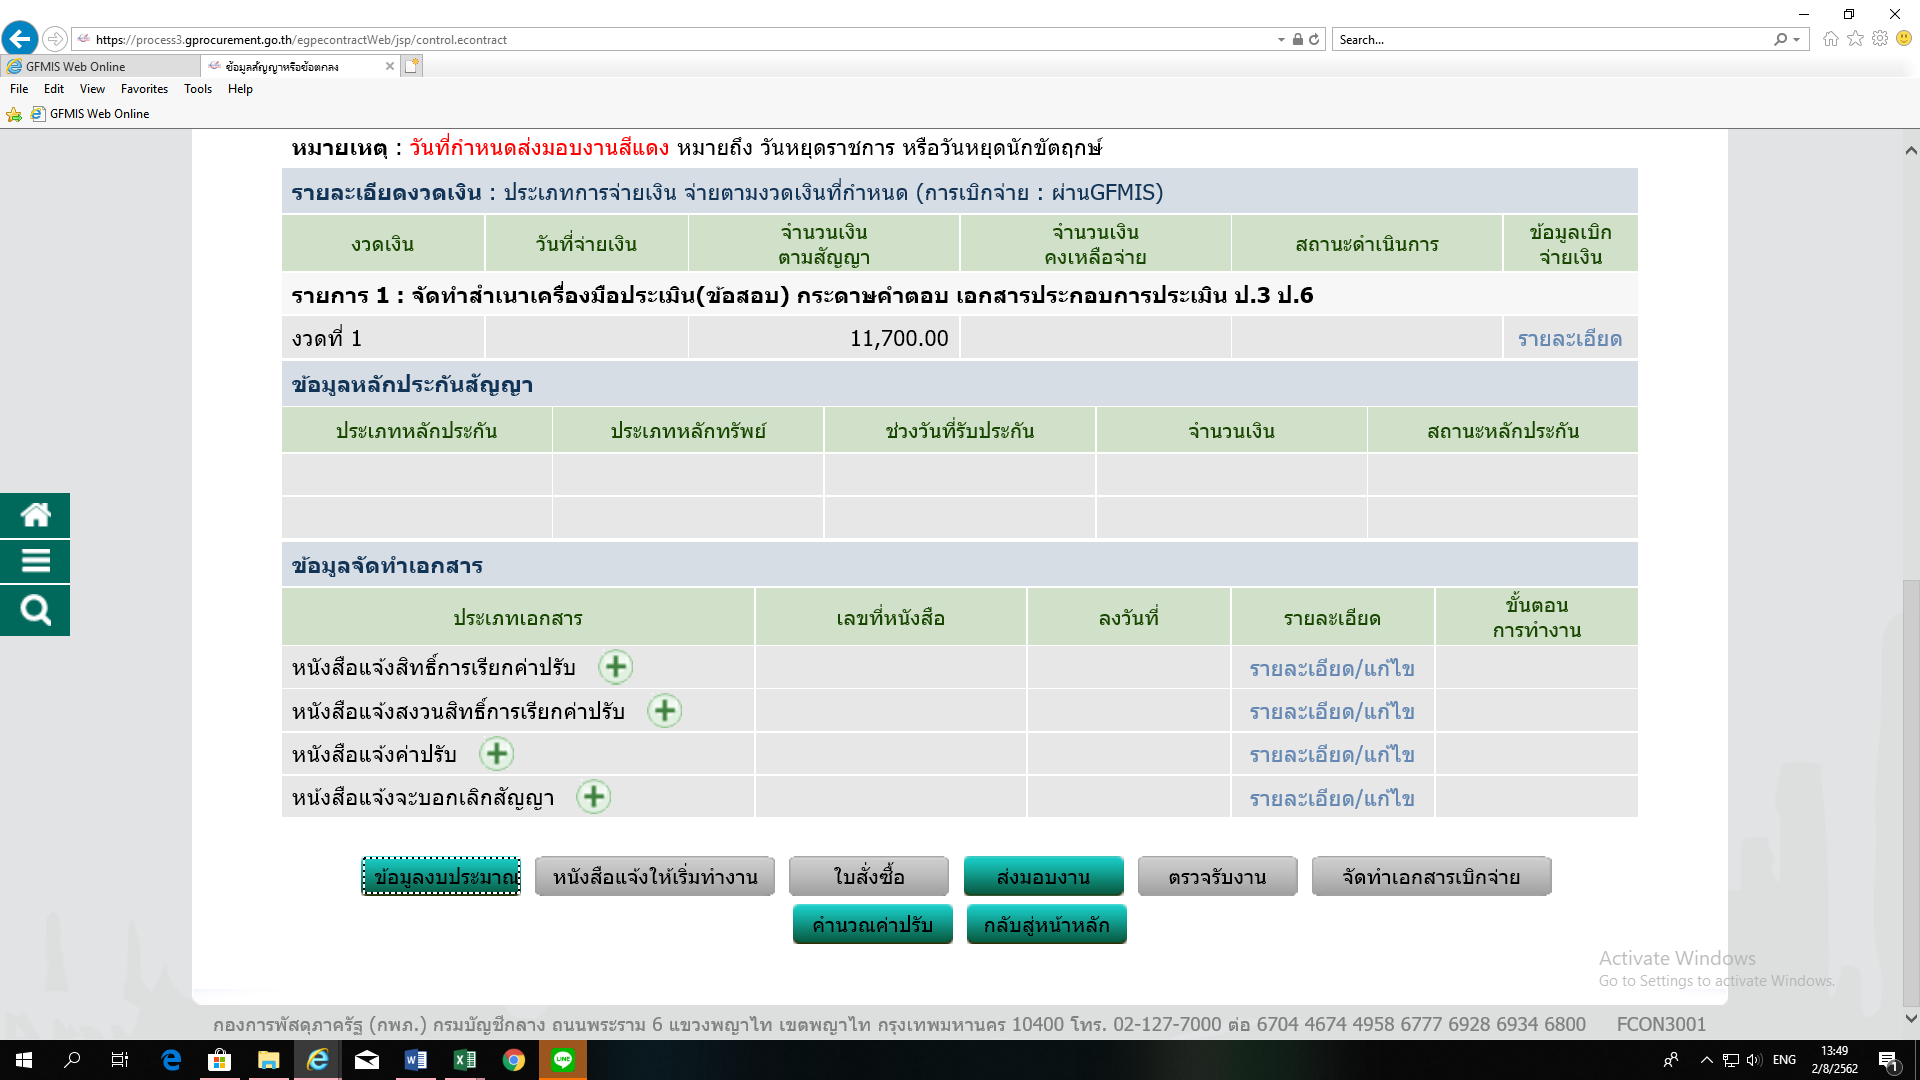 https://process3.gprocurement.go.th/egpecontractWeb/jsp/control.econtract
Search...
GFMIS Web Online
ข้อมูลสัญญาหรือข้อตกลง
File Edit View Favorites Tools Help
GFMIS Web Online
หมายเหตุ : วันที่กำหนดส่งมอบงานสีแดง หมายถึง วันหยุดราชการ หรือวันหยุดนักขัตฤกษ์
รายละเอียดงวดเงิน : ประเภทการจ่ายเงิน จ่ายตามงวดเงินที่กำหนด (การเบิกจ่าย : ผ่านGFMIS)
งวดเงิน วันที่จ่ายเงิน จำนวนเงิน ตามสัญญา จำนวนเงิน คงเหลือจ่าย สถานะดำเนินการ ข้อมูลเบิก จ่ายเงิน
รายการ 1 : จัดทำสำเนาเครื่องมือประเมิน(ข้อสอบ) กระดาษคำตอบ เอกสารประกอบการประเมิน ป.3 ป.6
งวดที่ 1 11,700.00 รายละเอียด
ข้อมูลหลักประกันสัญญา
ประเภทหลักประกัน ประเภทหลักทรัพย์ ช่วงวันที่รับประกัน จำนวนเงิน สถานะหลักประกัน
ข้อมูลจัดทำเอกสาร
ประเภทเอกสาร เลขที่หนังสือ ลงวันที่ รายละเอียด ขั้นตอน การทำงาน
หนังสือแจ้งสิทธิ์การเรียกค่าปรับ รายละเอียด/แก้ไข
หนังสือแจ้งสงวนสิทธิ์การเรียกค่าปรับ รายละเอียด/แก้ไข
หนังสือแจ้งค่าปรับ รายละเอียด/แก้ไข
หนังสือแจ้งจะบอกเลิกสัญญา รายละเอียด/แก้ไข
ข้อมูลงบประมาณ หนังสือแจ้งให้เริ่มทำงาน ใบสั่งซื้อ ส่งมอบงาน ตรวจรับงาน จัดทำเอกสารเบิกจ่าย
คำนวณค่าปรับ กลับสู่หน้าหลัก
Activate Windows
Go to Settings to activate Windows.
กองการพัสดุภาครัฐ (กพภ.) กรมบัญชีกลาง ถนนพระราม 6 แขวงพญาไท เขตพญาไท กรุงเทพมหานคร 10400 โทร. 02-127-7000 ต่อ 6704 4674 4958 6777 6928 6934 6800 FCON3001
LINE
ENG
13:49
2/8/2562
1